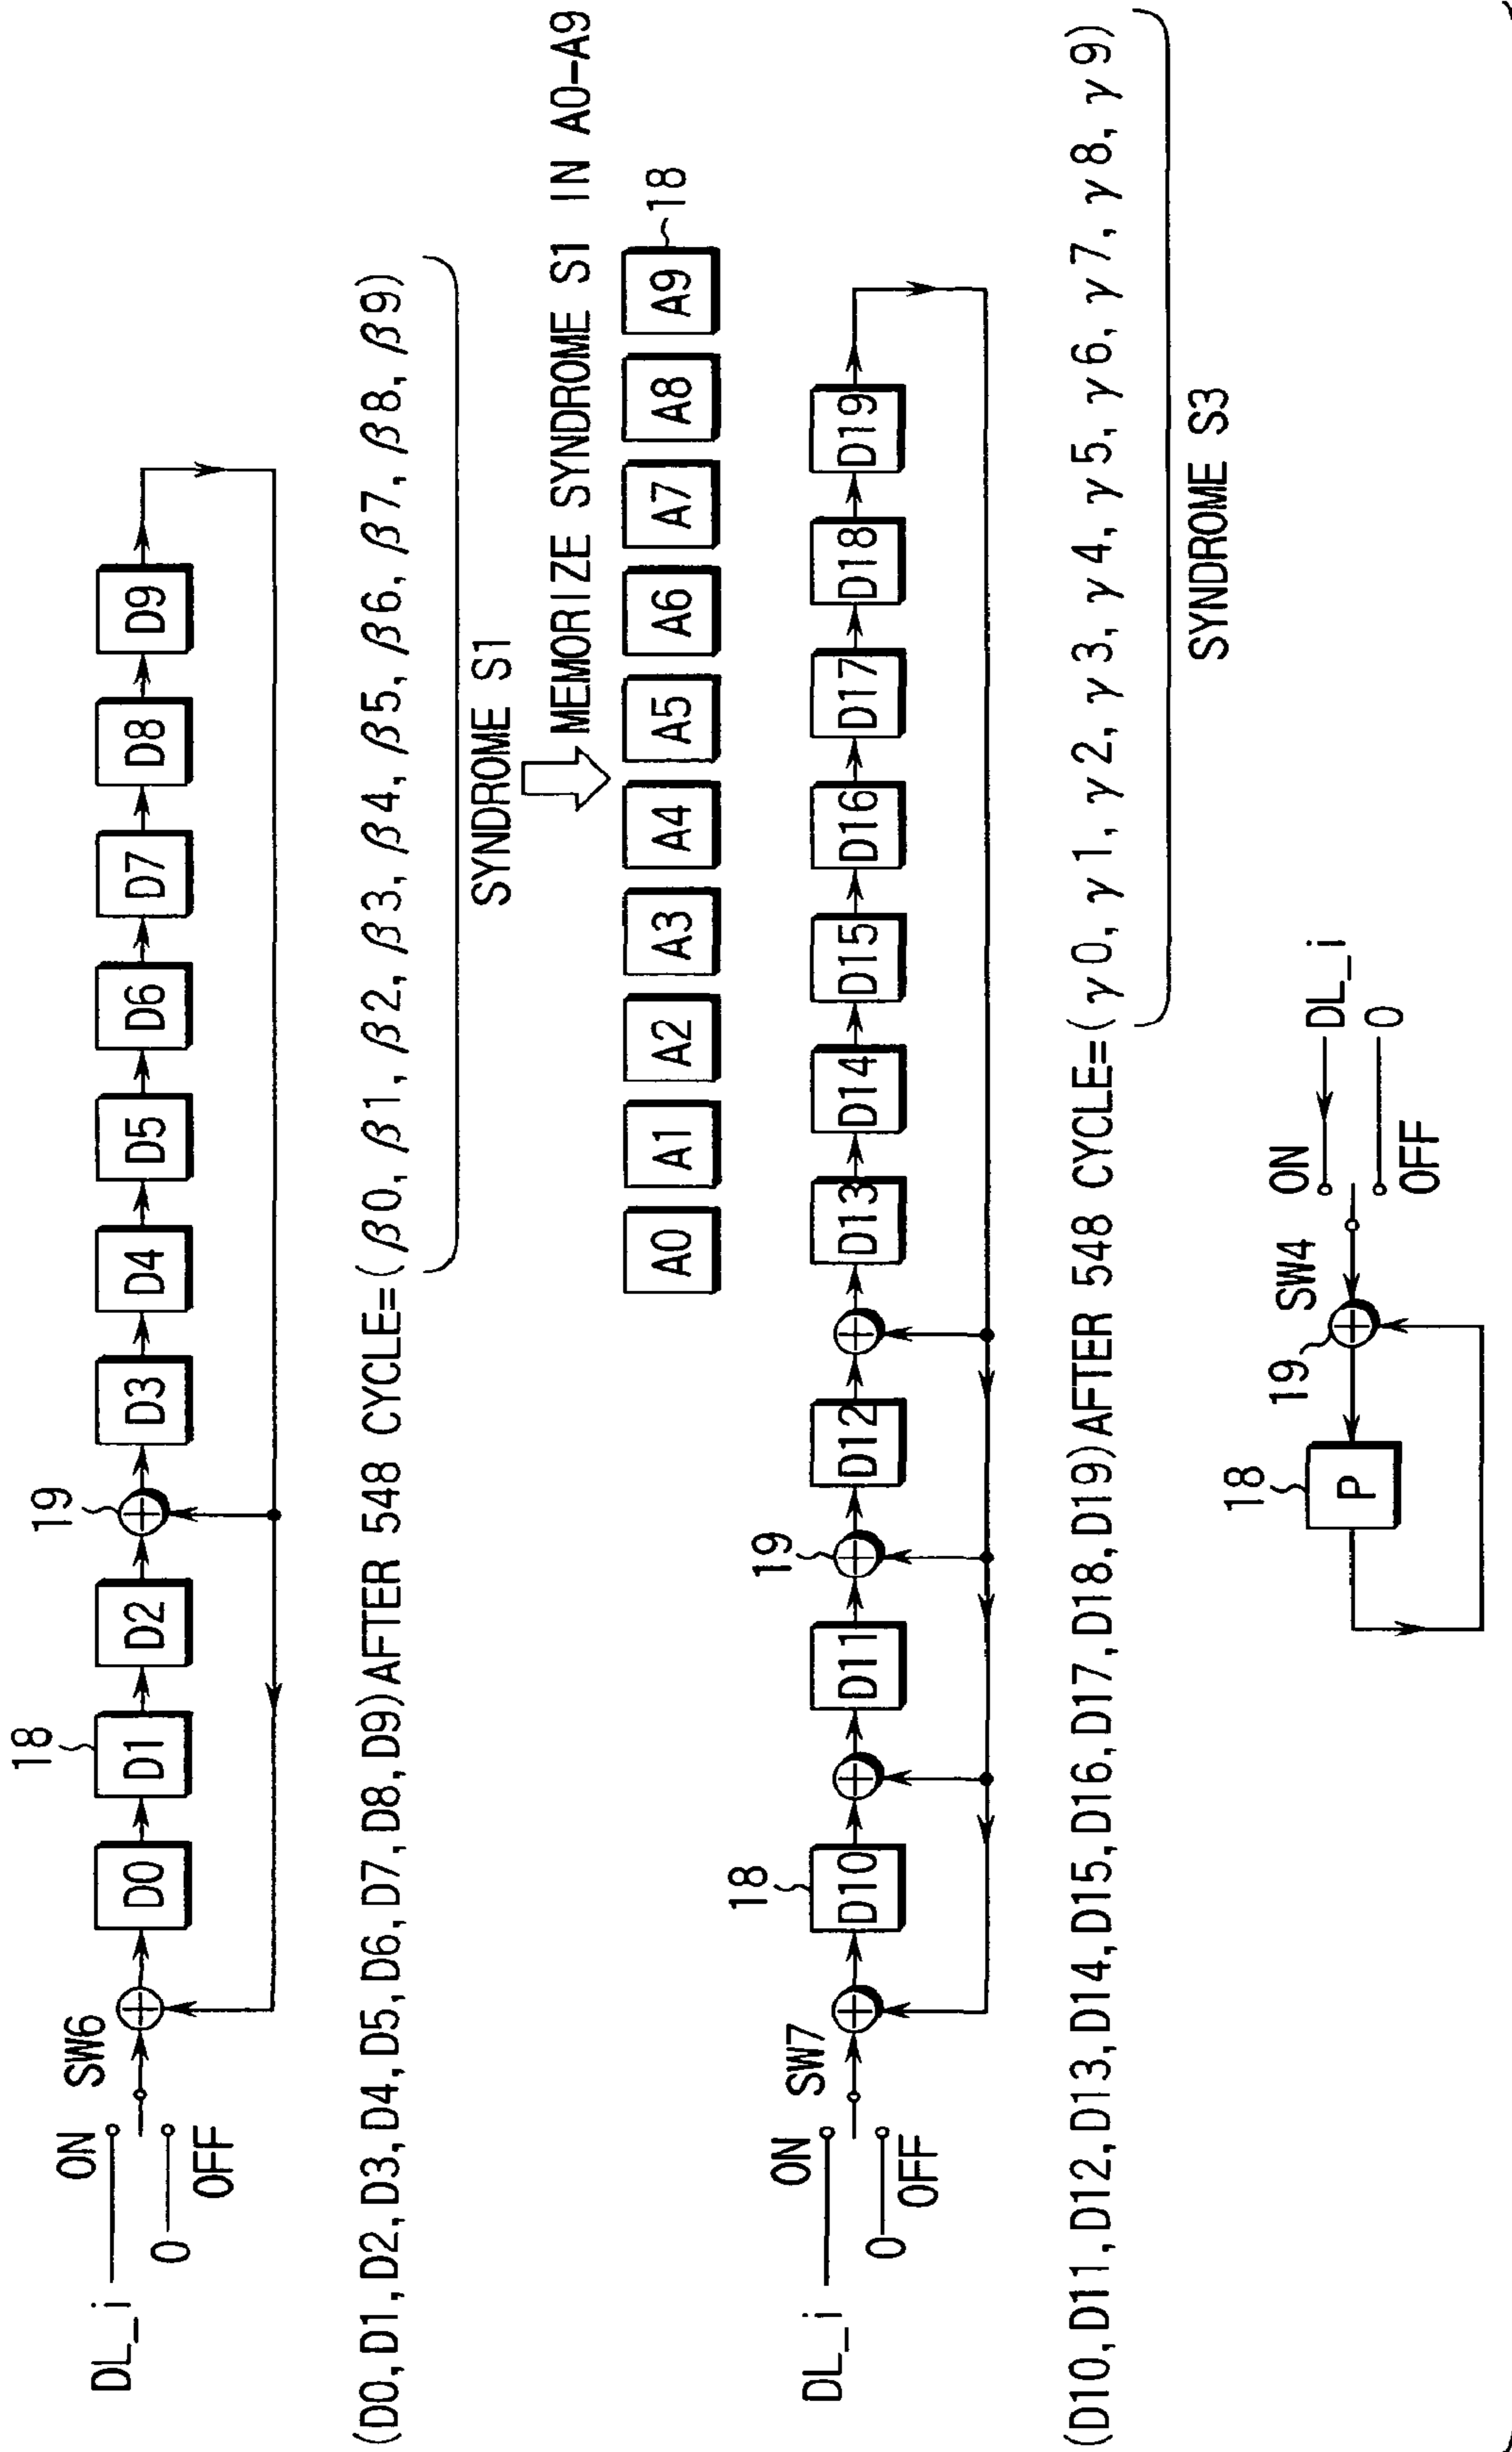 DL_i
ON
0
OFF
SW6
18
19
D0 D1 D2 D3 D4 D5 D6 D7 D8 D9
(D0,D1,D2,D3,D4,D5,D6,D7,D8,D9)AFTER 548 CYCLE=(β0,β1,β2,β3,β4,β5,β6,β7,β8,β9)
SYNDROME S1
MEMORIZE SYNDROME S1 IN A0-A9
A0 A1 A2 A3 A4 A5 A6 A7 A8 A9
18
DL_i
ON
0
OFF
SW7
18
19
D10 D11 D12 D13 D14 D15 D16 D17 D18 D19
(D10,D11,D12,D13,D14,D15,D16,D17,D18,D19)AFTER 548 CYCLE=(γ0,γ1,γ2,γ3,γ4,γ5,γ6,γ7,γ8,γ9)
SYNDROME S3
18
P
19
SW4
ON
DL_i
0
OFF